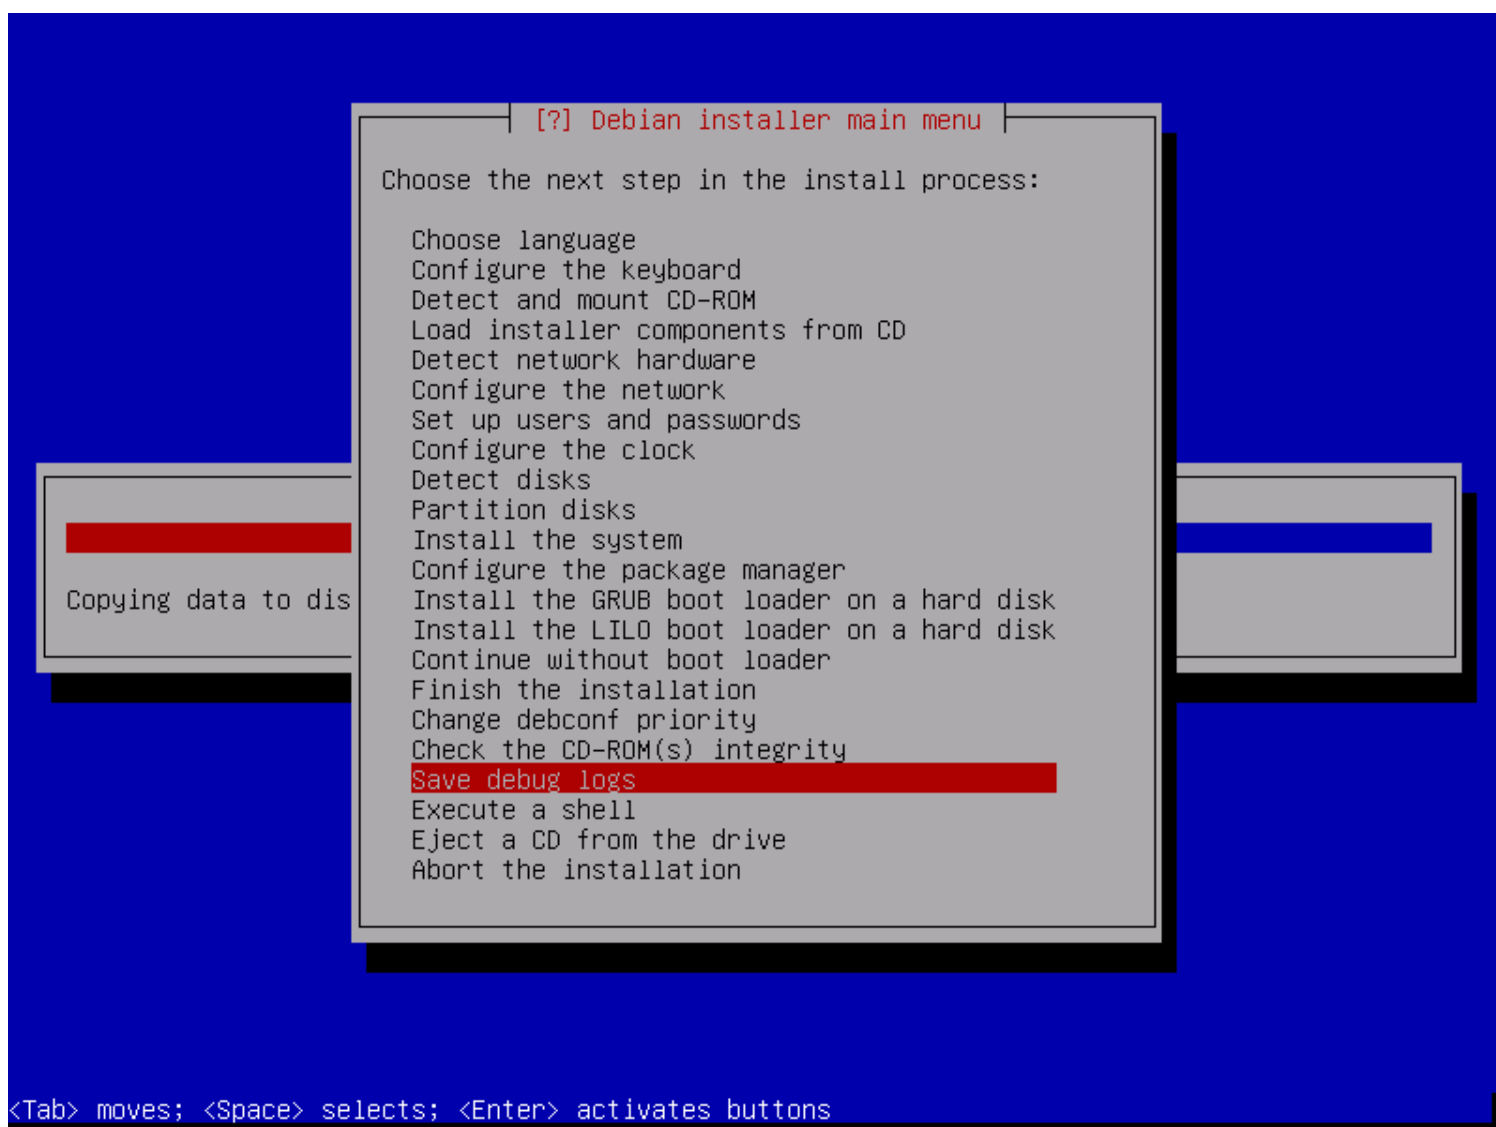 [?] Debian installer main menu
Choose the next step in the install process:
Choose language
Configure the keyboard
Detect and mount CD-ROM
Load installer components from CD
Detect network hardware
Configure the network
Set up users and passwords
Configure the clock
Detect disks
Partition disks
Install the system
Configure the package manager
Copying data to dis
Install the GRUB boot loader on a hard disk
Install the LILO boot loader on a hard disk
Continue without boot loader
Finish the installation
Change debconf priority
Check the CD-ROM(s) integrity
Save debug logs
Execute a shell
Eject a CD from the drive
Abort the installation
<Tab> moves; <Space> selects; <Enter> activates buttons